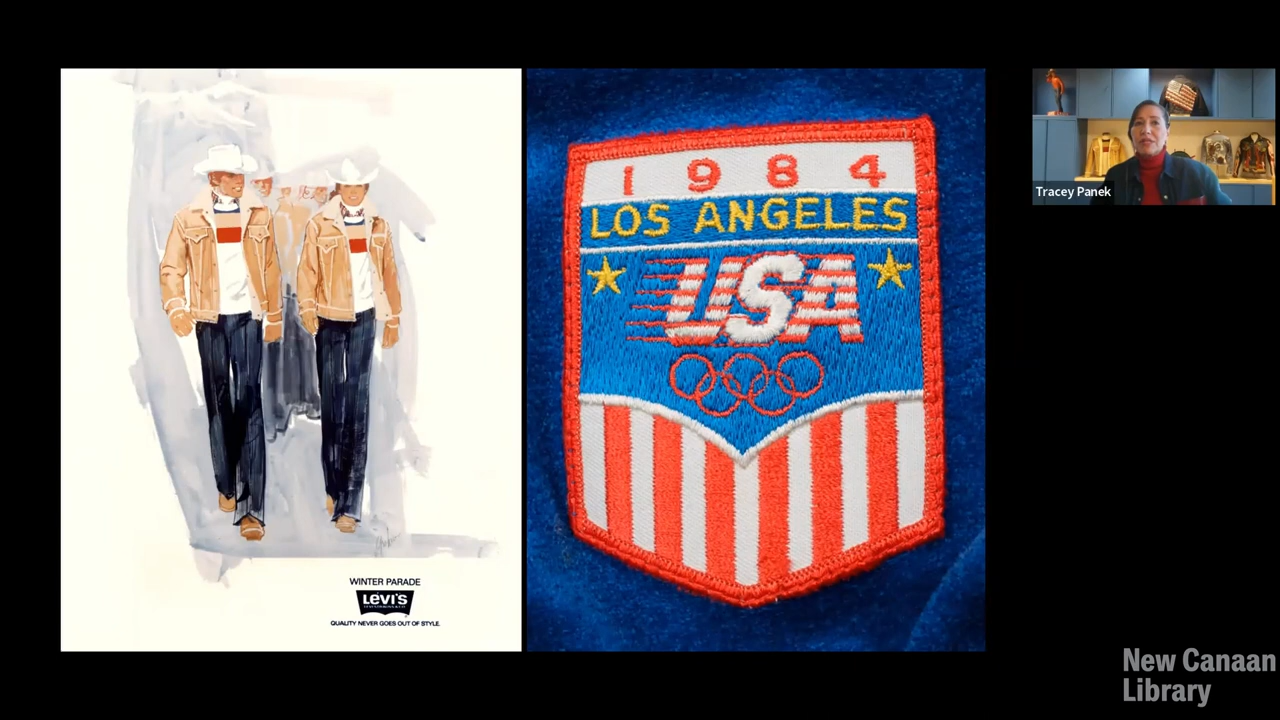 WINTER PARADE
LEVI'S
QUALITY NEVER GOES OUT OF STYLE.
1984
LOS ANGELES
USA
Tracey Panek
New Canaan
Library